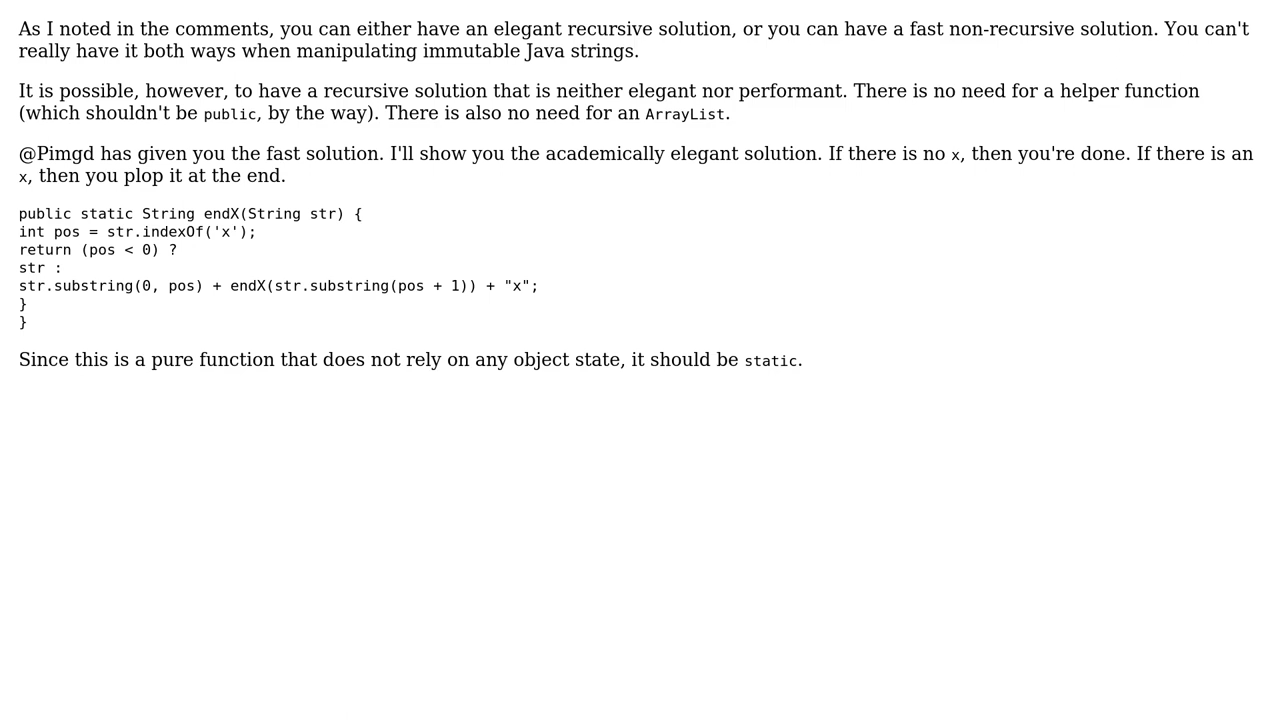 As I noted in the comments, you can either have an elegant recursive solution, or you can have a fast non-recursive solution. You can't
really have it both ways when manipulating immutable Java strings.
It is possible, however, to have a recursive solution that is neither elegant nor performant. There is no need for a helper function
(which shouldn't be public, by the way). There is also no need for an ArrayList.
@Pimgd has given you the fast solution. I'll show you the academically elegant solution. If there is no x, then you're done. If there is an
x, then you plop it at the end.
public static String endX(String str) {
int pos = str.indexOf('x');
return (pos < 0) ?
str :
str.substring(0, pos) + endX(str.substring(pos + 1)) + "x";
}
}
Since this is a pure function that does not rely on any object state, it should be static.